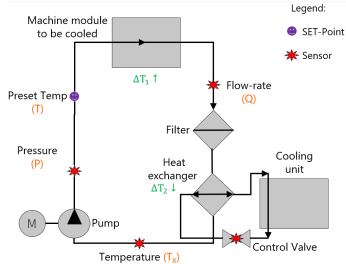 Legend:
SET-Point
Sensor
Machine module
to be cooled
ΔT₁ ↑
Preset Temp
(T)
Flow-rate
(Q)
Filter
Pressure
(P)
Heat
exchanger
ΔT₂ ↓
Cooling
unit
M
Pump
Control Valve
Temperature (Tₓ)